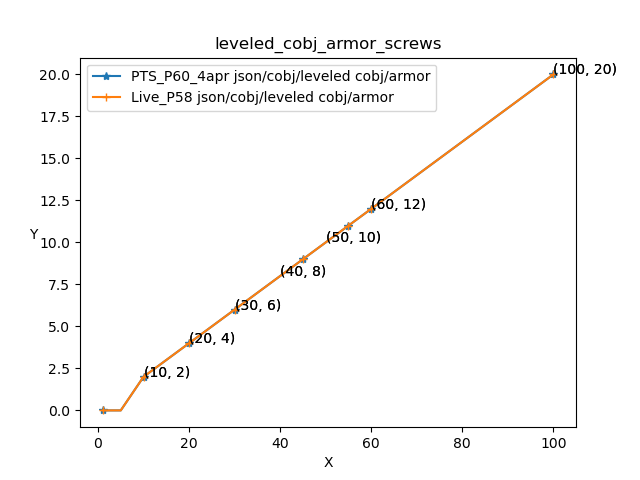 leveled_cobj_armor_screws
PTS_P60_4apr json/cobj/leveled cobj/armor
Live_P58 json/cobj/leveled cobj/armor
(100, 20)
(60, 12)
(50, 10)
(40, 8)
(30, 6)
(20, 4)
(10, 2)
Y
20.0
17.5
15.0
12.5
10.0
7.5
5.0
2.5
0.0
0 20 40 60 80 100
X